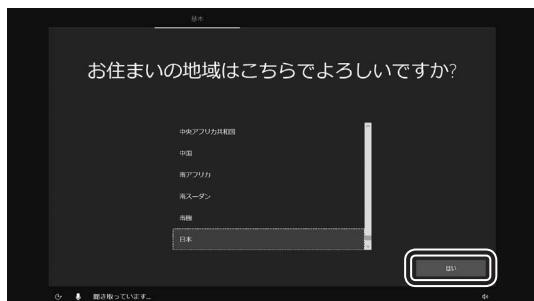 基本
お住まいの地域はこちらでよろしいですか?
中央アフリカ共和国
中国
南アフリカ
南スーダン
南極
日本
はい
聞き取っています...